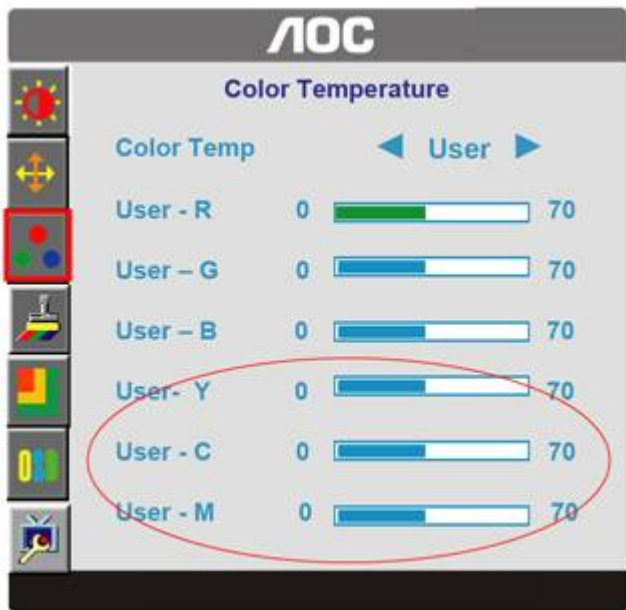 AOC
Color Temperature
Color Temp User
User - R 0 70
User – G 0 70
User – B 0 70
User- Y 0 70
User - C 0 70
User - M 0 70